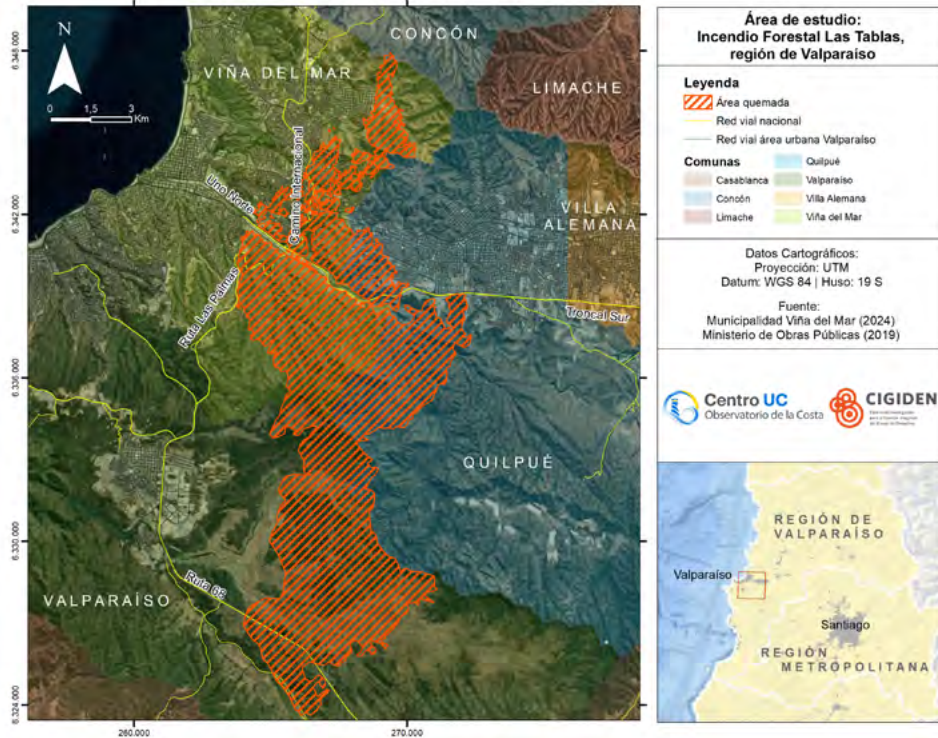 N
0 1,5 3
Km
CONCÓN
VIÑA DEL MAR
LIMACHE
Uno Norte
Camino Internacional
VILLA
ALEMANA
Ruta Las Palmas
Troncal Sur
QUILPUÉ
Ruta 68
VALPARAÍSO
6.348.000
6.342.000
6.336.000
6.330.000
6.324.000
260.000
270.000
Área de estudio:
Incendio Forestal Las Tablas,
región de Valparaíso
Leyenda
Área quemada
Red vial nacional
Red vial área urbana Valparaíso
Comunas
Casablanca
Concón
Limache
Quilpué
Valparaíso
Villa Alemana
Viña del Mar
Datos Cartográficos:
Proyección: UTM
Datum: WGS 84 | Huso: 19 S
Fuente:
Municipalidad Viña del Mar (2024)
Ministerio de Obras Públicas (2019)
Centro UC
Observatorio de la Costa
CIGIDEN
REGIÓN DE
VALPARAÍSO
Valparaíso
Santiago
REGIÓN
METROPOLITANA